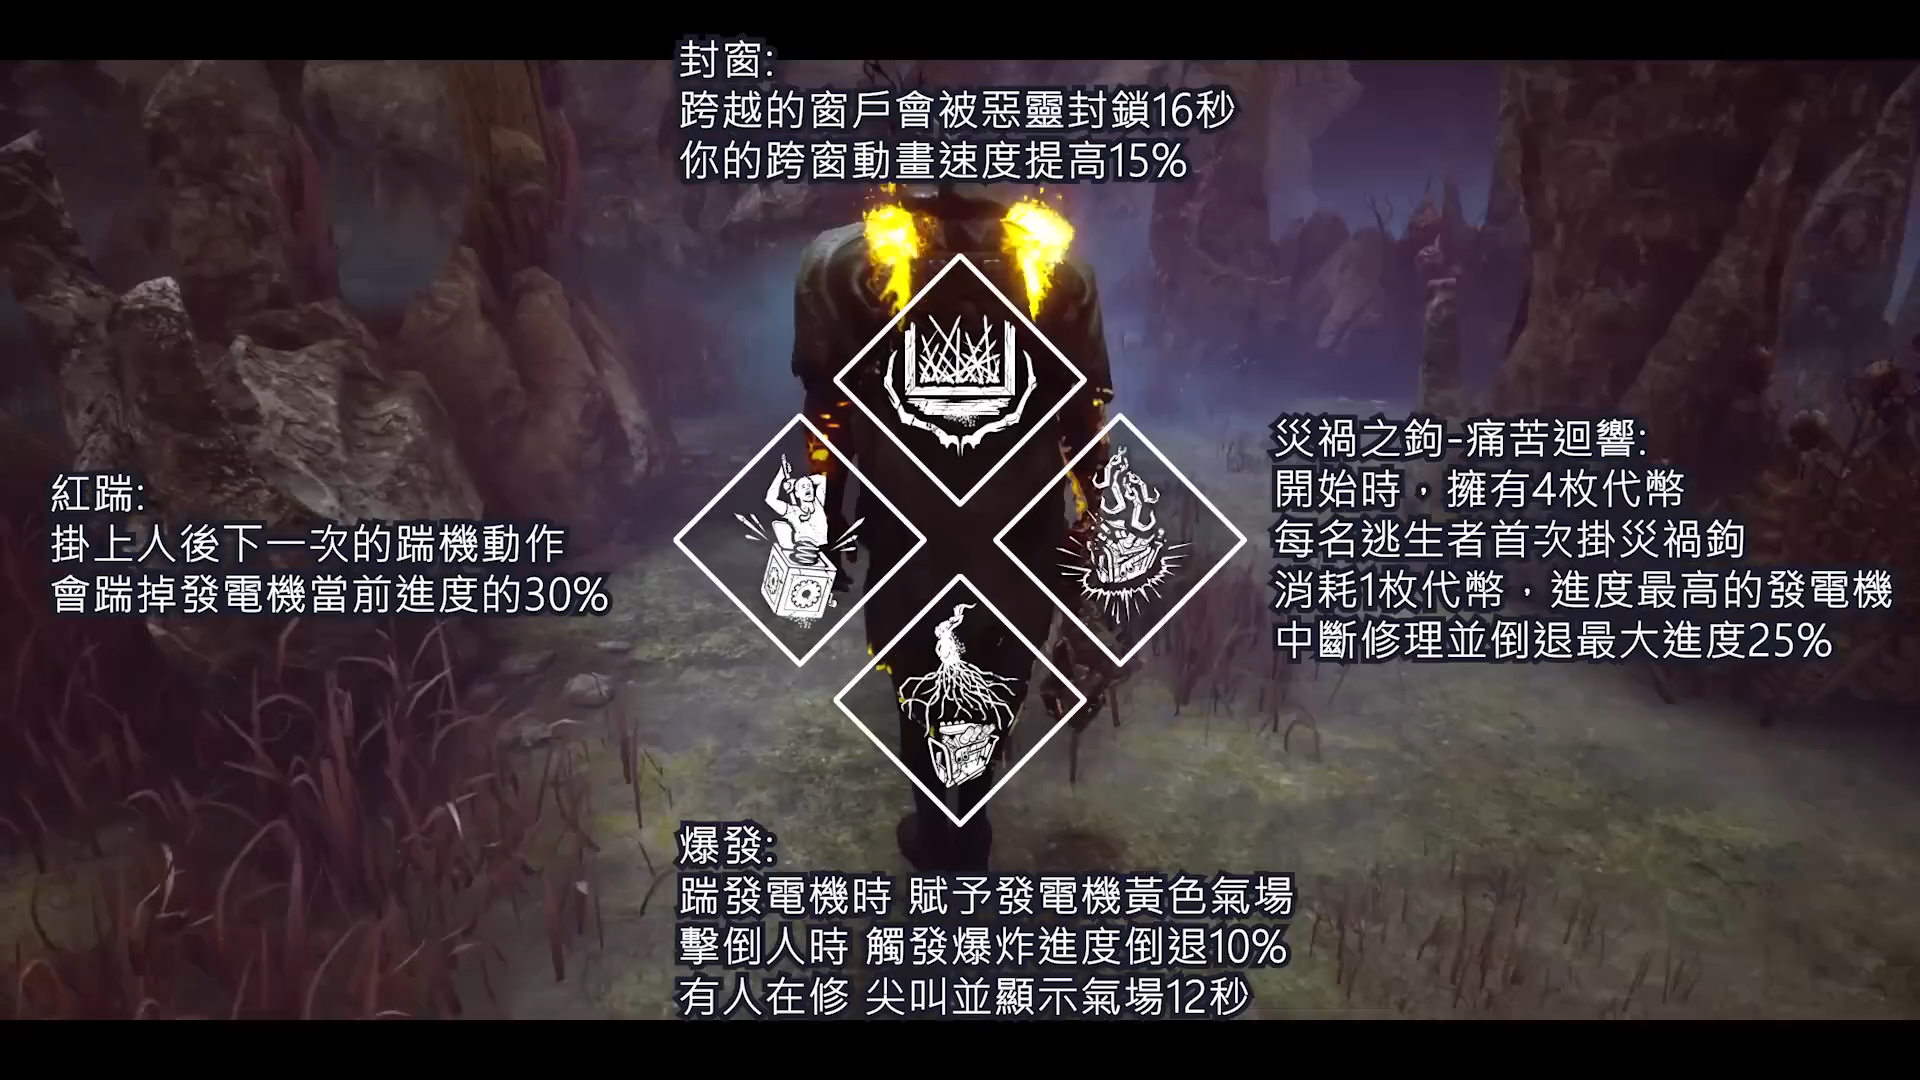 封窗:
跨越的窗戶會被惡靈封鎖16秒
你的跨窗動畫速度提高15%
紅踹:
掛上人後下一次的踹機動作
會踹掉發電機當前進度的30%
災禍之鉤-痛苦迴響:
開始時，擁有4枚代幣
每名逃生者首次掛災禍鉤
消耗1枚代幣，進度最高的發電機
中斷修理並倒退最大進度25%
爆發:
踹發電機時 賦予發電機黃色氣場
擊倒人時 觸發爆炸進度倒退10%
有人在修 尖叫並顯示氣場12秒